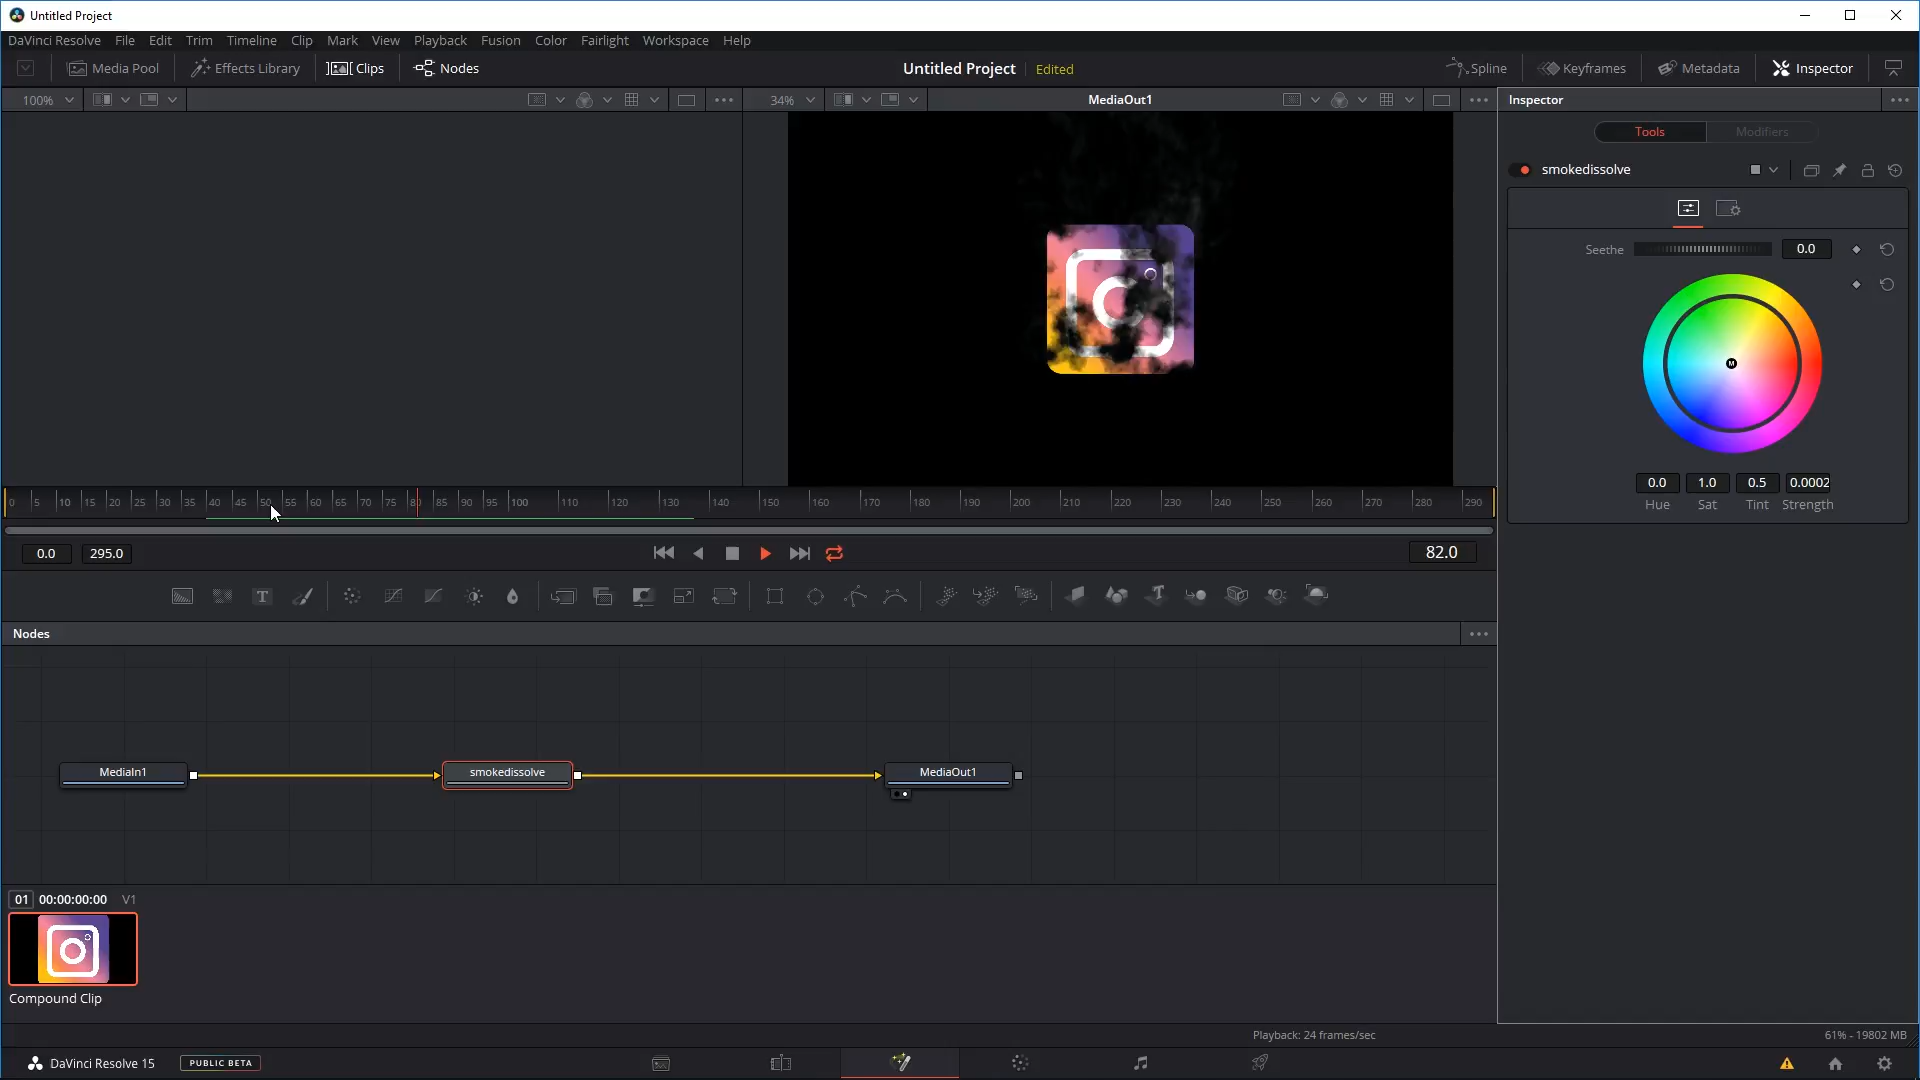 Untitled Project
DaVinci Resolve File Edit Trim Timeline Clip Mark View Playback Fusion Color Fairlight Workspace Help
Media Pool Effects Library Clips Nodes Untitled Project Edited Spline Keyframes Metadata Inspector
100% 34% MediaOut1 Inspector
Tools Modifiers
smokedissolve
Seethe 0.0
0.0 1.0 0.5 0.0002
Hue Sat Tint Strength
0 5 10 15 20 25 30 35 40 45 50 55 60 65 70 75 80 85 90 95 100 110 120 130 140 150 160 170 180 190 200 210 220 230 240 250 260 270 280 290
0.0 295.0 82.0
Nodes
MediaIn1 smokedissolve MediaOut1
01 00:00:00:00 V1
Compound Clip
Playback: 24 frames/sec 61% - 19802 MB
DaVinci Resolve 15 PUBLIC BETA